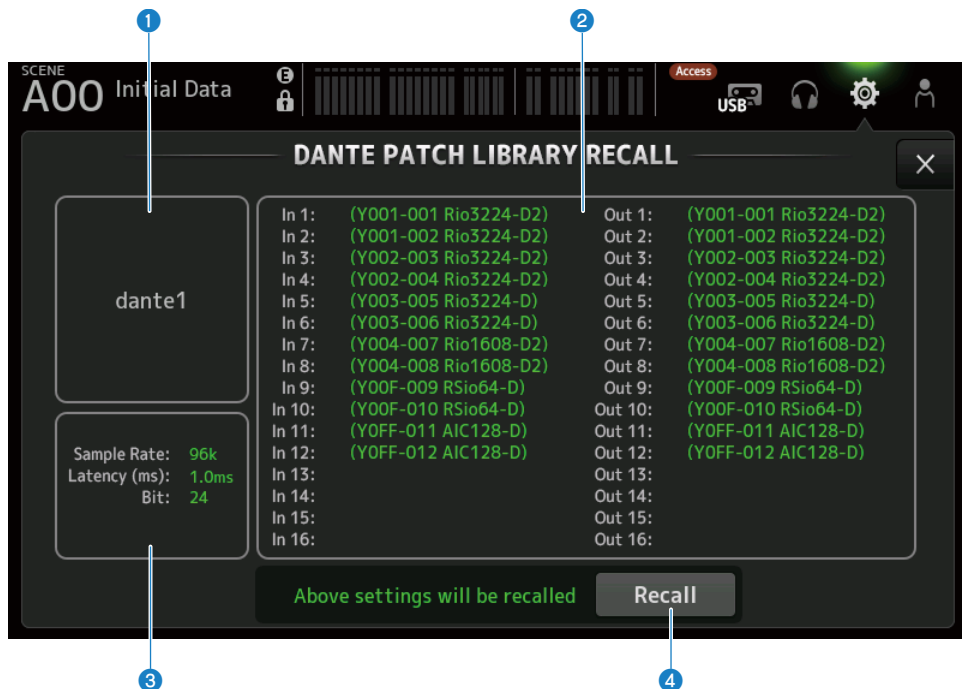 1 2
SCENE
A00 Initial Data E Access USB
DANTE PATCH LIBRARY RECALL
dante1
Sample Rate: 96k
Latency (ms): 1.0ms
Bit: 24
In 1: (Y001-001 Rio3224-D2) Out 1: (Y001-001 Rio3224-D2)
In 2: (Y001-002 Rio3224-D2) Out 2: (Y001-002 Rio3224-D2)
In 3: (Y002-003 Rio3224-D2) Out 3: (Y002-003 Rio3224-D2)
In 4: (Y002-004 Rio3224-D2) Out 4: (Y002-004 Rio3224-D2)
In 5: (Y003-005 Rio3224-D) Out 5: (Y003-005 Rio3224-D)
In 6: (Y003-006 Rio3224-D) Out 6: (Y003-006 Rio3224-D)
In 7: (Y004-007 Rio1608-D2) Out 7: (Y004-007 Rio1608-D2)
In 8: (Y004-008 Rio1608-D2) Out 8: (Y004-008 Rio1608-D2)
In 9: (Y00F-009 RSio64-D) Out 9: (Y00F-009 RSio64-D)
In 10: (Y00F-010 RSio64-D) Out 10: (Y00F-010 RSio64-D)
In 11: (Y0FF-011 AIC128-D) Out 11: (Y0FF-011 AIC128-D)
In 12: (Y0FF-012 AIC128-D) Out 12: (Y0FF-012 AIC128-D)
In 13: Out 13:
In 14: Out 14:
In 15: Out 15:
In 16: Out 16:
Above settings will be recalled Recall
3 4